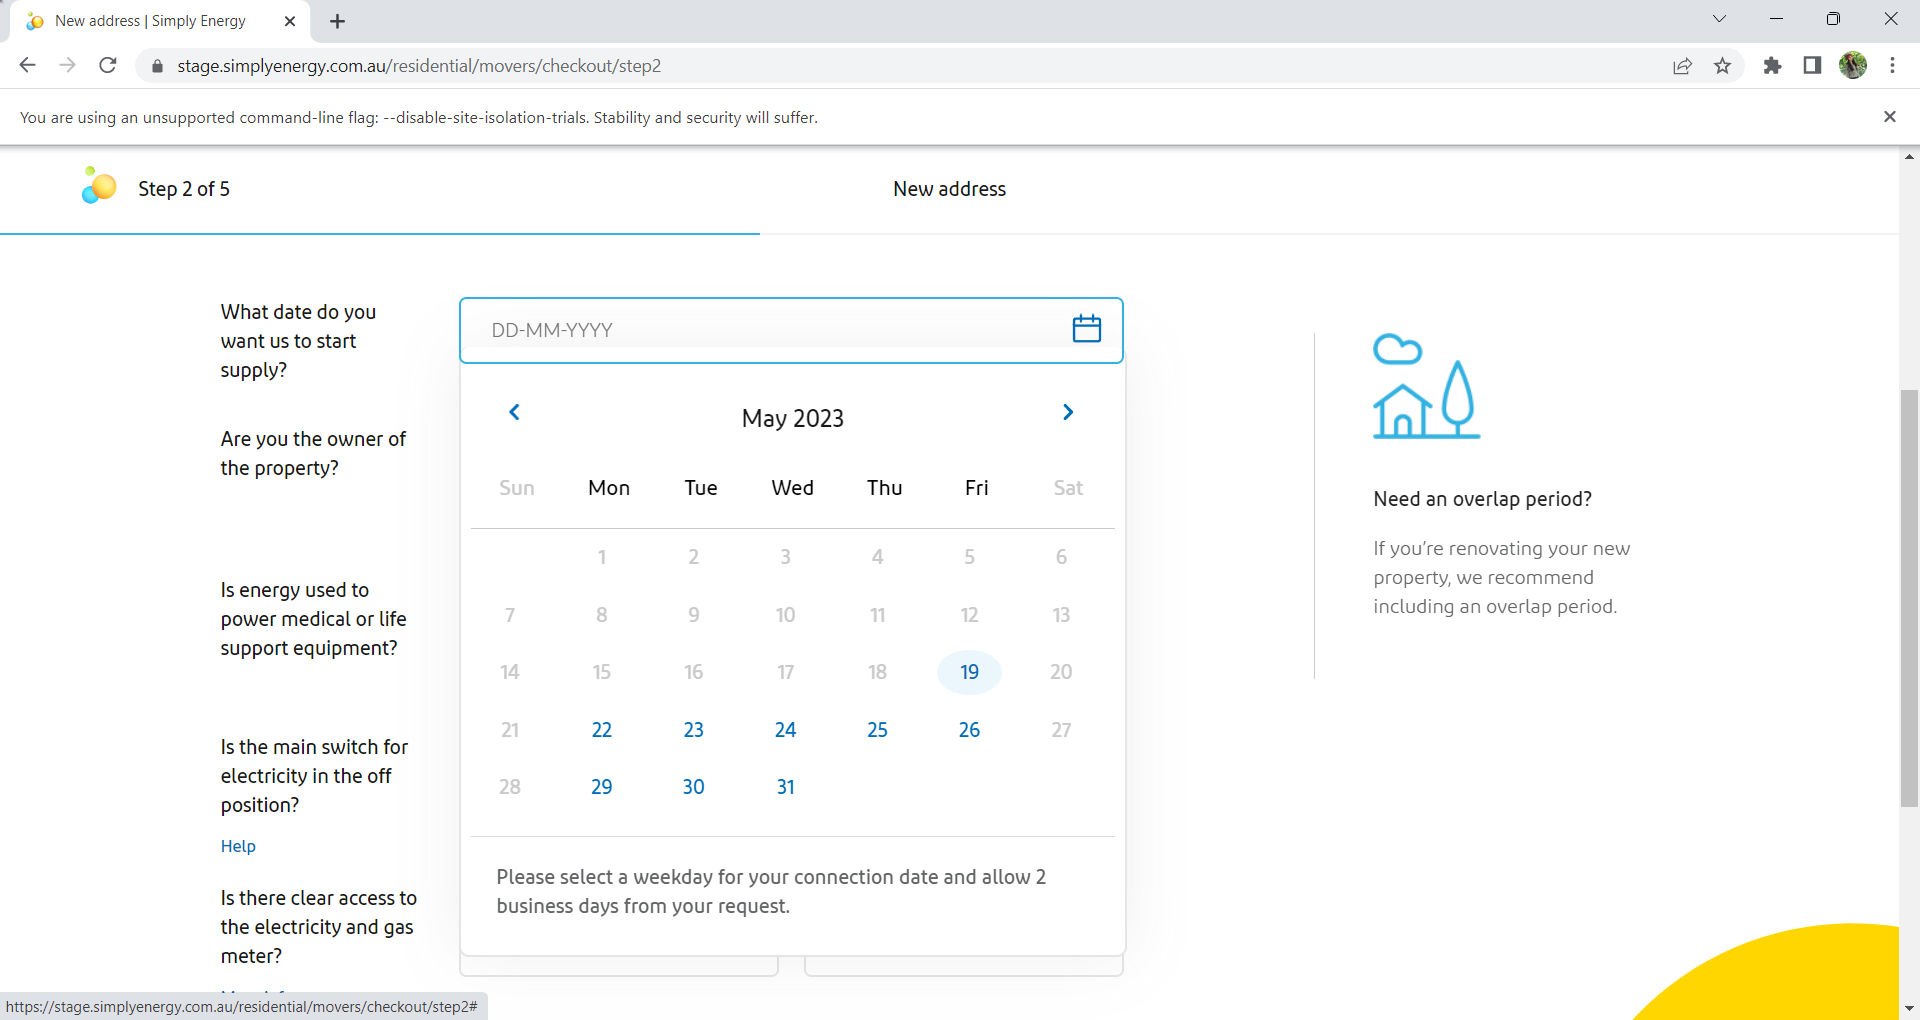 New address | Simply Energy
stage.simplyenergy.com.au/residential/movers/checkout/step2
You are using an unsupported command-line flag: --disable-site-isolation-trials. Stability and security will suffer.
Step 2 of 5
New address
What date do you
want us to start
supply?
DD-MM-YYYY
Are you the owner of
the property?
Is energy used to
power medical or life
support equipment?
Is the main switch for
electricity in the off
position?
Help
Is there clear access to
the electricity and gas
meter?
May 2023
Sun Mon Tue Wed Thu Fri Sat
1 2 3 4 5 6
7 8 9 10 11 12 13
14 15 16 17 18 19 20
21 22 23 24 25 26 27
28 29 30 31
Please select a weekday for your connection date and allow 2
business days from your request.
Need an overlap period?
If you're renovating your new
property, we recommend
including an overlap period.
https://stage.simplyenergy.com.au/residential/movers/checkout/step2#